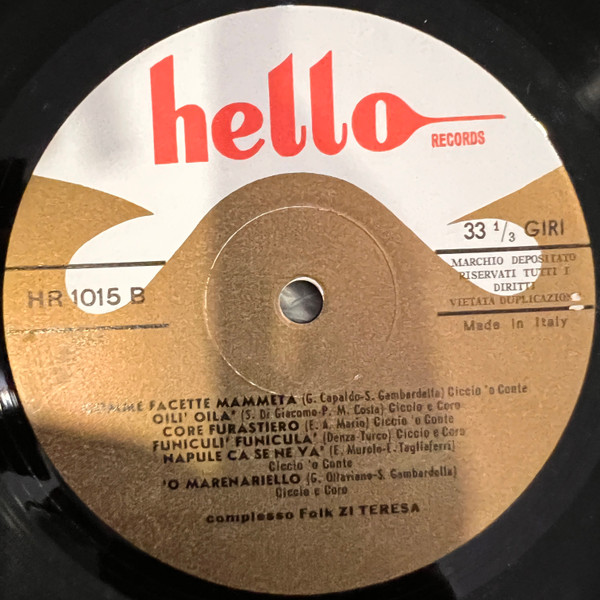 hello
RECORDS
33 1/3 GIRI
MARCHIO DEPOSITATO
RISERVATI TUTTI I
DIRITTI
VIETATA DUPLICAZION
HR 1015 B
Made in Italy
FACETTE MAMMETA (G. Capaldo-S. Gambardella) Ciccio 'o Conte
OILI' OILA' (S. Di Giacomo-P. M. Costa) Ciccio e Coro
CORE FURASTIERO (E. A. Mario) Ciccio 'o Conte
FUNICULI' FUNICULA' (Denza-Turco) Ciccio e Coro
NAPULE CA SE NE VA' (E. Murolo-E. Tagliaferri)
Ciccio 'o Conte
'O MARENARIELLO (G. Ottaviano-S. Gambardella)
Ciccio e Coro
complesso Folk ZI TERESA